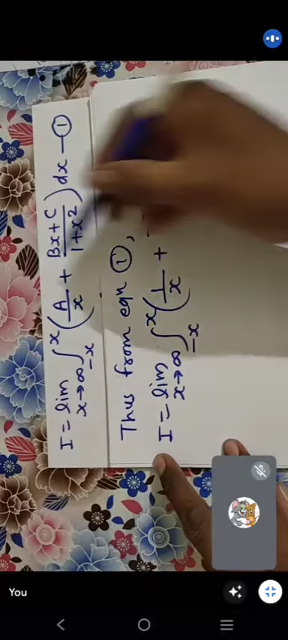 I = lim x→∞ ∫_{-x}^{x} (A/x + (Bx+C)/(1+x²)) dx — ①
Thus from eqn ①,
I = lim x→∞ ∫_{-x}^{x} (1/x +
You